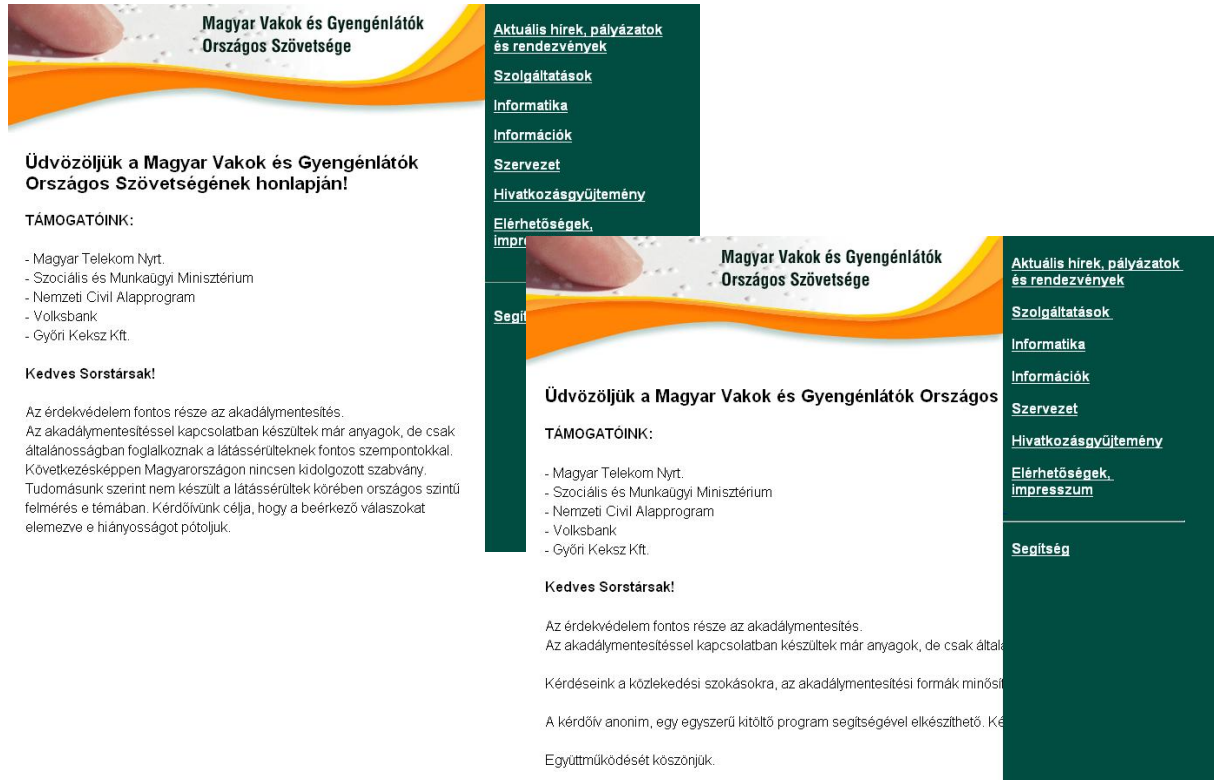 Magyar Vakok és Gyengénlátók
Országos Szövetsége
Aktuális hírek, pályázatok
és rendezvények
Szolgáltatások
Informatika
Információk
Szervezet
Hivatkozásgyűjtemény
Elérhetőségek,
Üdvözöljük a Magyar Vakok és Gyengénlátók
Országos Szövetségének honlapján!
TÁMOGATÓINK:
- Magyar Telekom Nyrt.
- Szociális és Munkaügyi Minisztérium
- Nemzeti Civil Alapprogram
- Volksbank
- Győri Keksz Kft.
Kedves Sorstársak!
Az érdekvédelem fontos része az akadálymentesítés.
Az akadálymentesítéssel kapcsolatban készültek már anyagok, de csak
általánosságban foglalkoznak a látássérülteknek fontos szempontokkal.
Következésképpen Magyarországon nincsen kidolgozott szabvány.
Tudomásunk szerint nem készült a látássérültek körében országos szintű
felmérés e témában. Kérdőívünk célja, hogy a beérkező válaszokat
elemezve e hiányosságot pótoljuk.
Magyar Vakok és Gyengénlátók
Országos Szövetsége
Aktuális hírek, pályázatok
és rendezvények
Szolgáltatások
Informatika
Információk
Szervezet
Hivatkozásgyűjtemény
Elérhetőségek,
impresszum
Segítség
Üdvözöljük a Magyar Vakok és Gyengénlátók Országos
TÁMOGATÓINK:
- Magyar Telekom Nyrt.
- Szociális és Munkaügyi Minisztérium
- Nemzeti Civil Alapprogram
- Volksbank
- Győri Keksz Kft.
Kedves Sorstársak!
Az érdekvédelem fontos része az akadálymentesítés.
Az akadálymentesítéssel kapcsolatban készültek már anyagok, de csak
Kérdéseink a közlekedési szokásokra, az akadálymentesítési formák
A kérdőív anonim, egy egyszerű kitöltő program segítségével elkészíthető.
Együttműködését köszönjük.